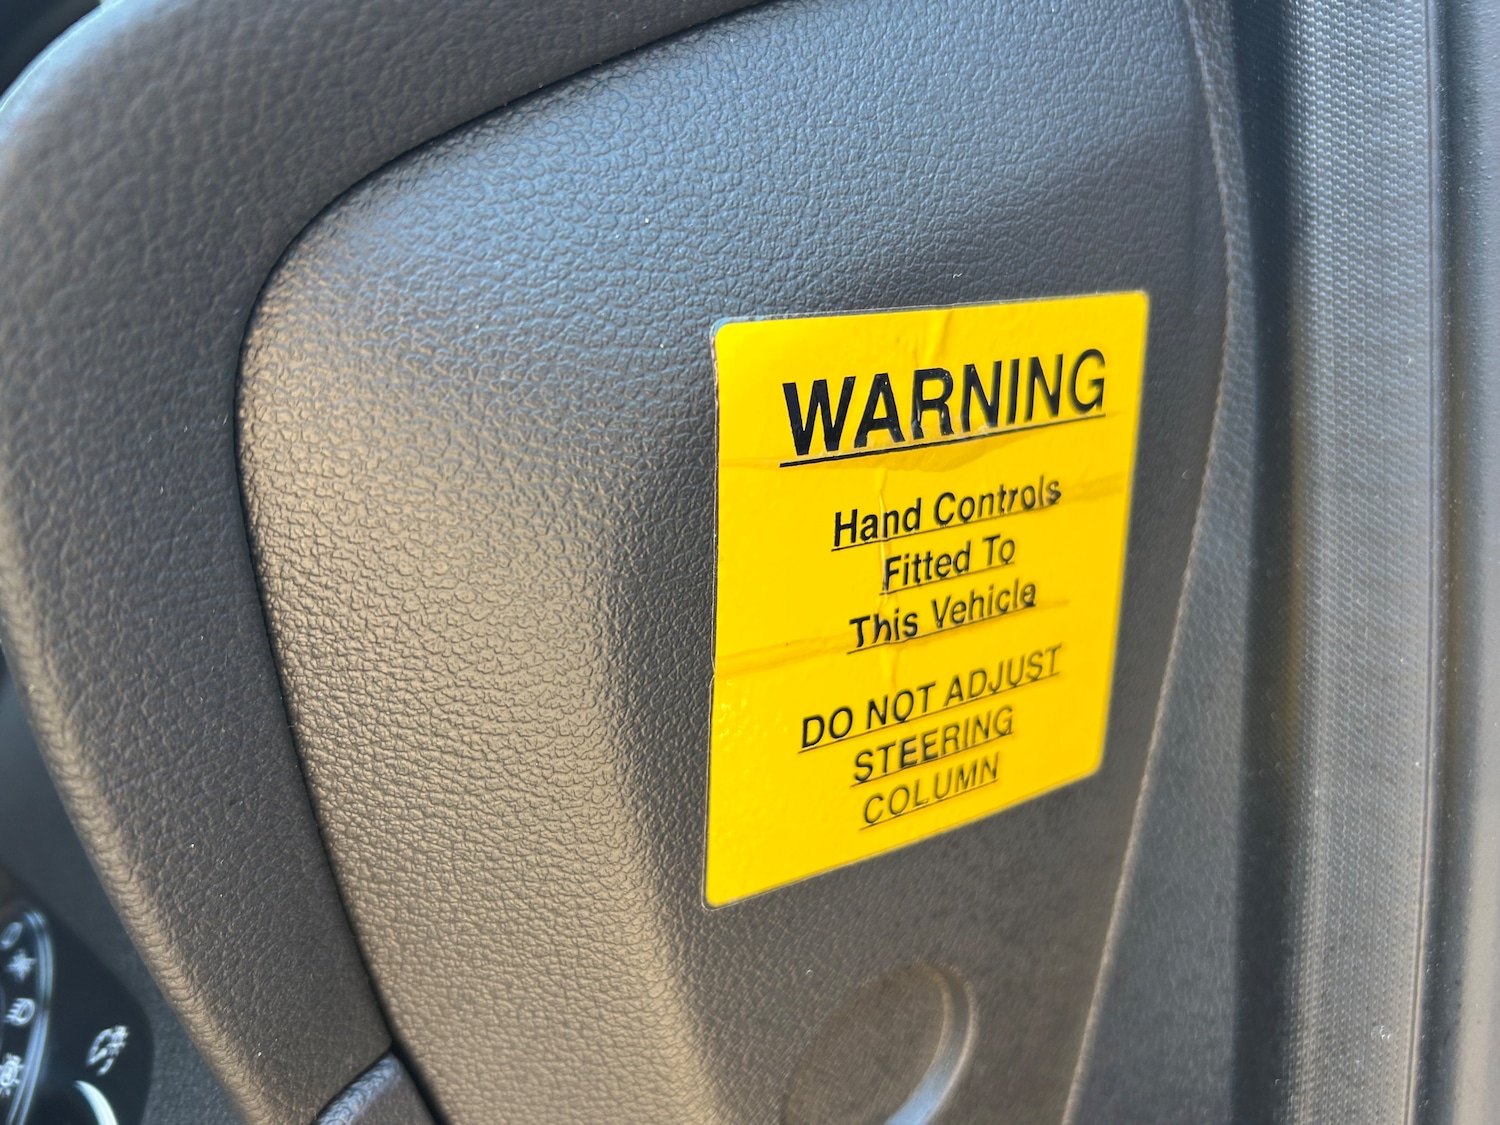 WARNING
Hand Controls
Fitted To
This Vehicle
DO NOT ADJUST
STEERING
COLUMN